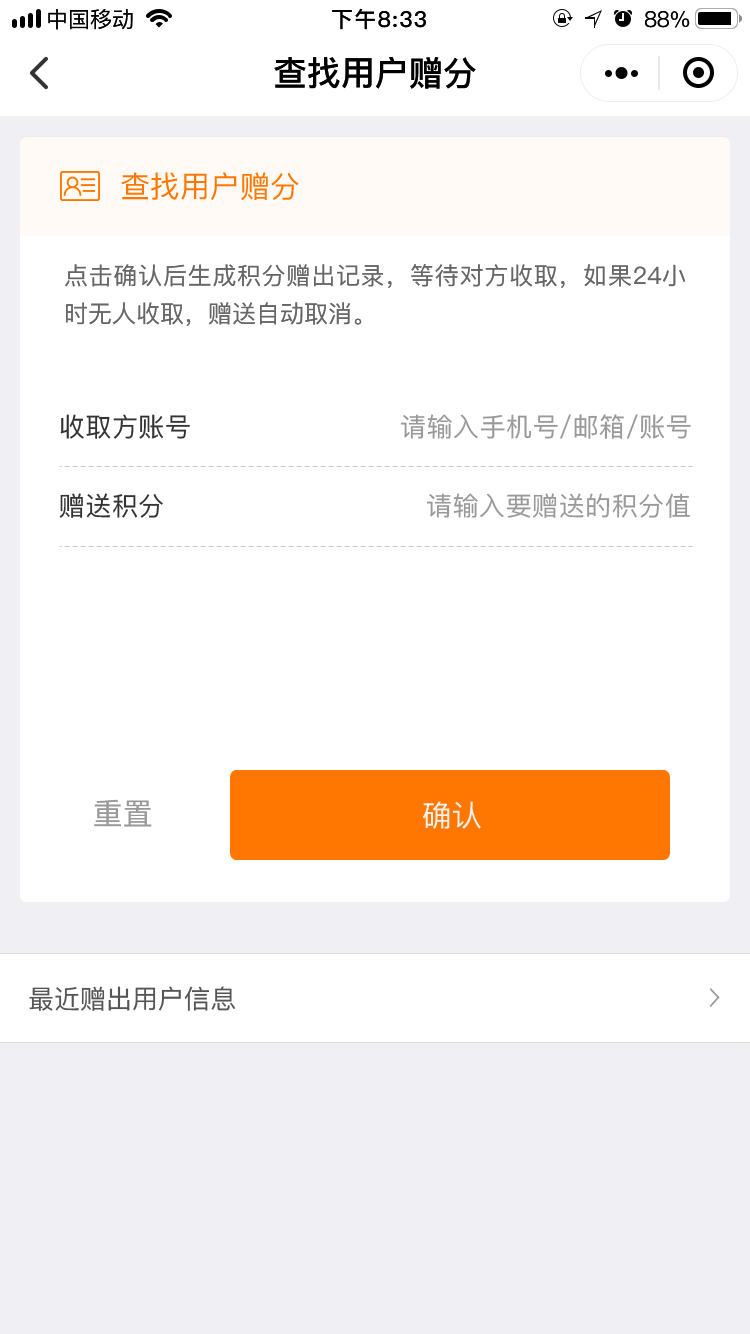 中国移动 下午8:33 88%
查找用户赠分
查找用户赠分
点击确认后生成积分赠出记录，等待对方收取，如果24小
时无人收取，赠送自动取消。
收取方账号 请输入手机号/邮箱/账号
赠送积分 请输入要赠送的积分值
重置 确认
最近赠出用户信息